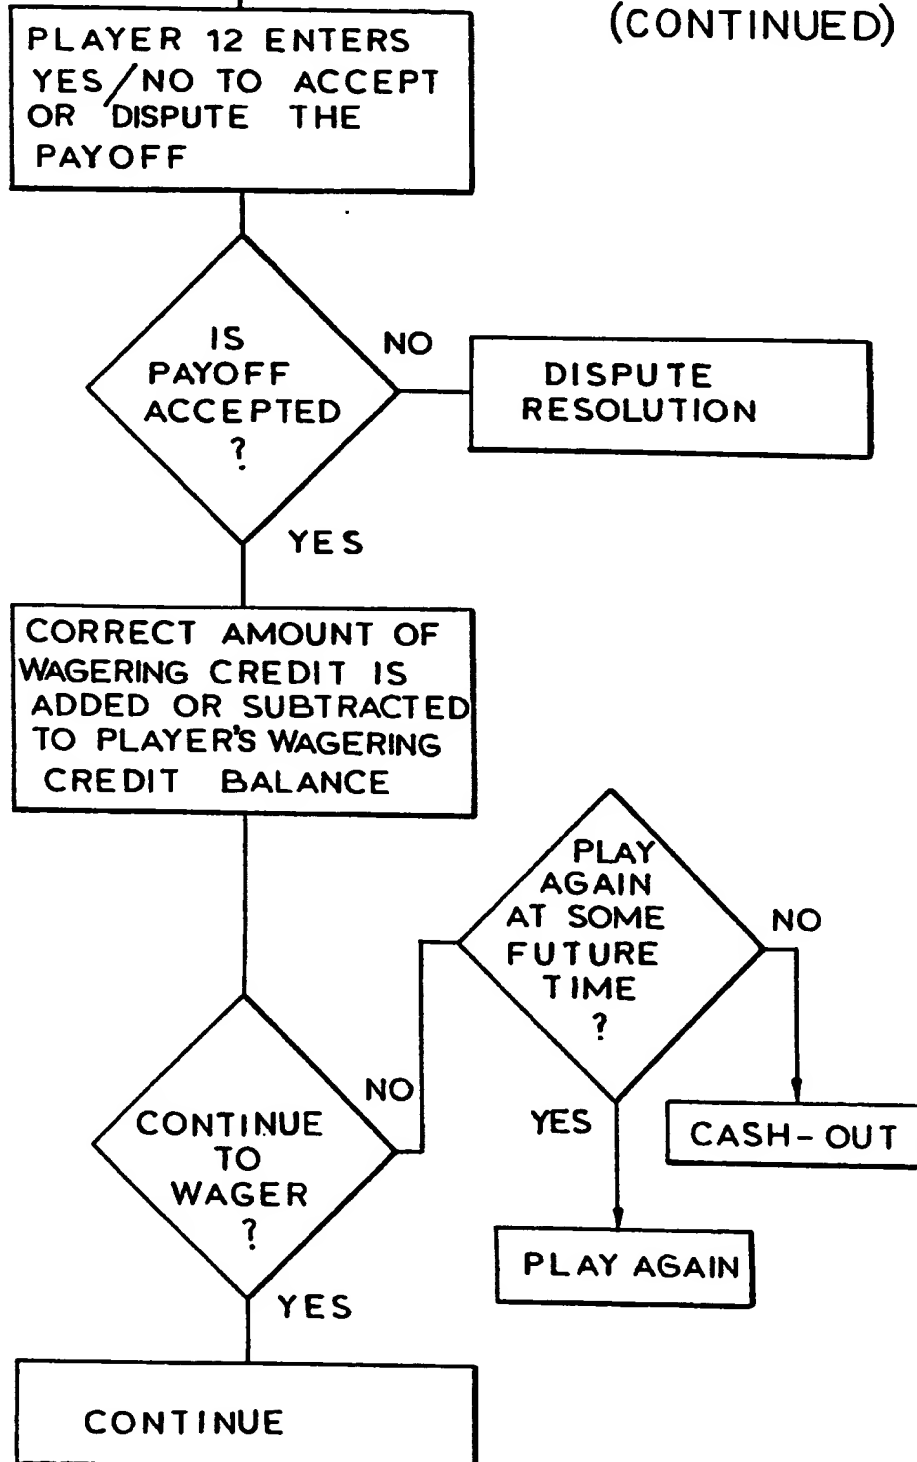 (CONTINUED)
PLAYER 12 ENTERS
YES/NO TO ACCEPT
OR DISPUTE THE
PAYOFF
IS
PAYOFF
ACCEPTED
?
NO
DISPUTE
RESOLUTION
YES
CORRECT AMOUNT OF
WAGERING CREDIT IS
ADDED OR SUBTRACTED
TO PLAYER'S WAGERING
CREDIT BALANCE
PLAY
AGAIN
AT SOME
FUTURE
TIME
?
NO
CASH-OUT
YES
PLAY AGAIN
CONTINUE
TO
WAGER
?
NO
YES
CONTINUE